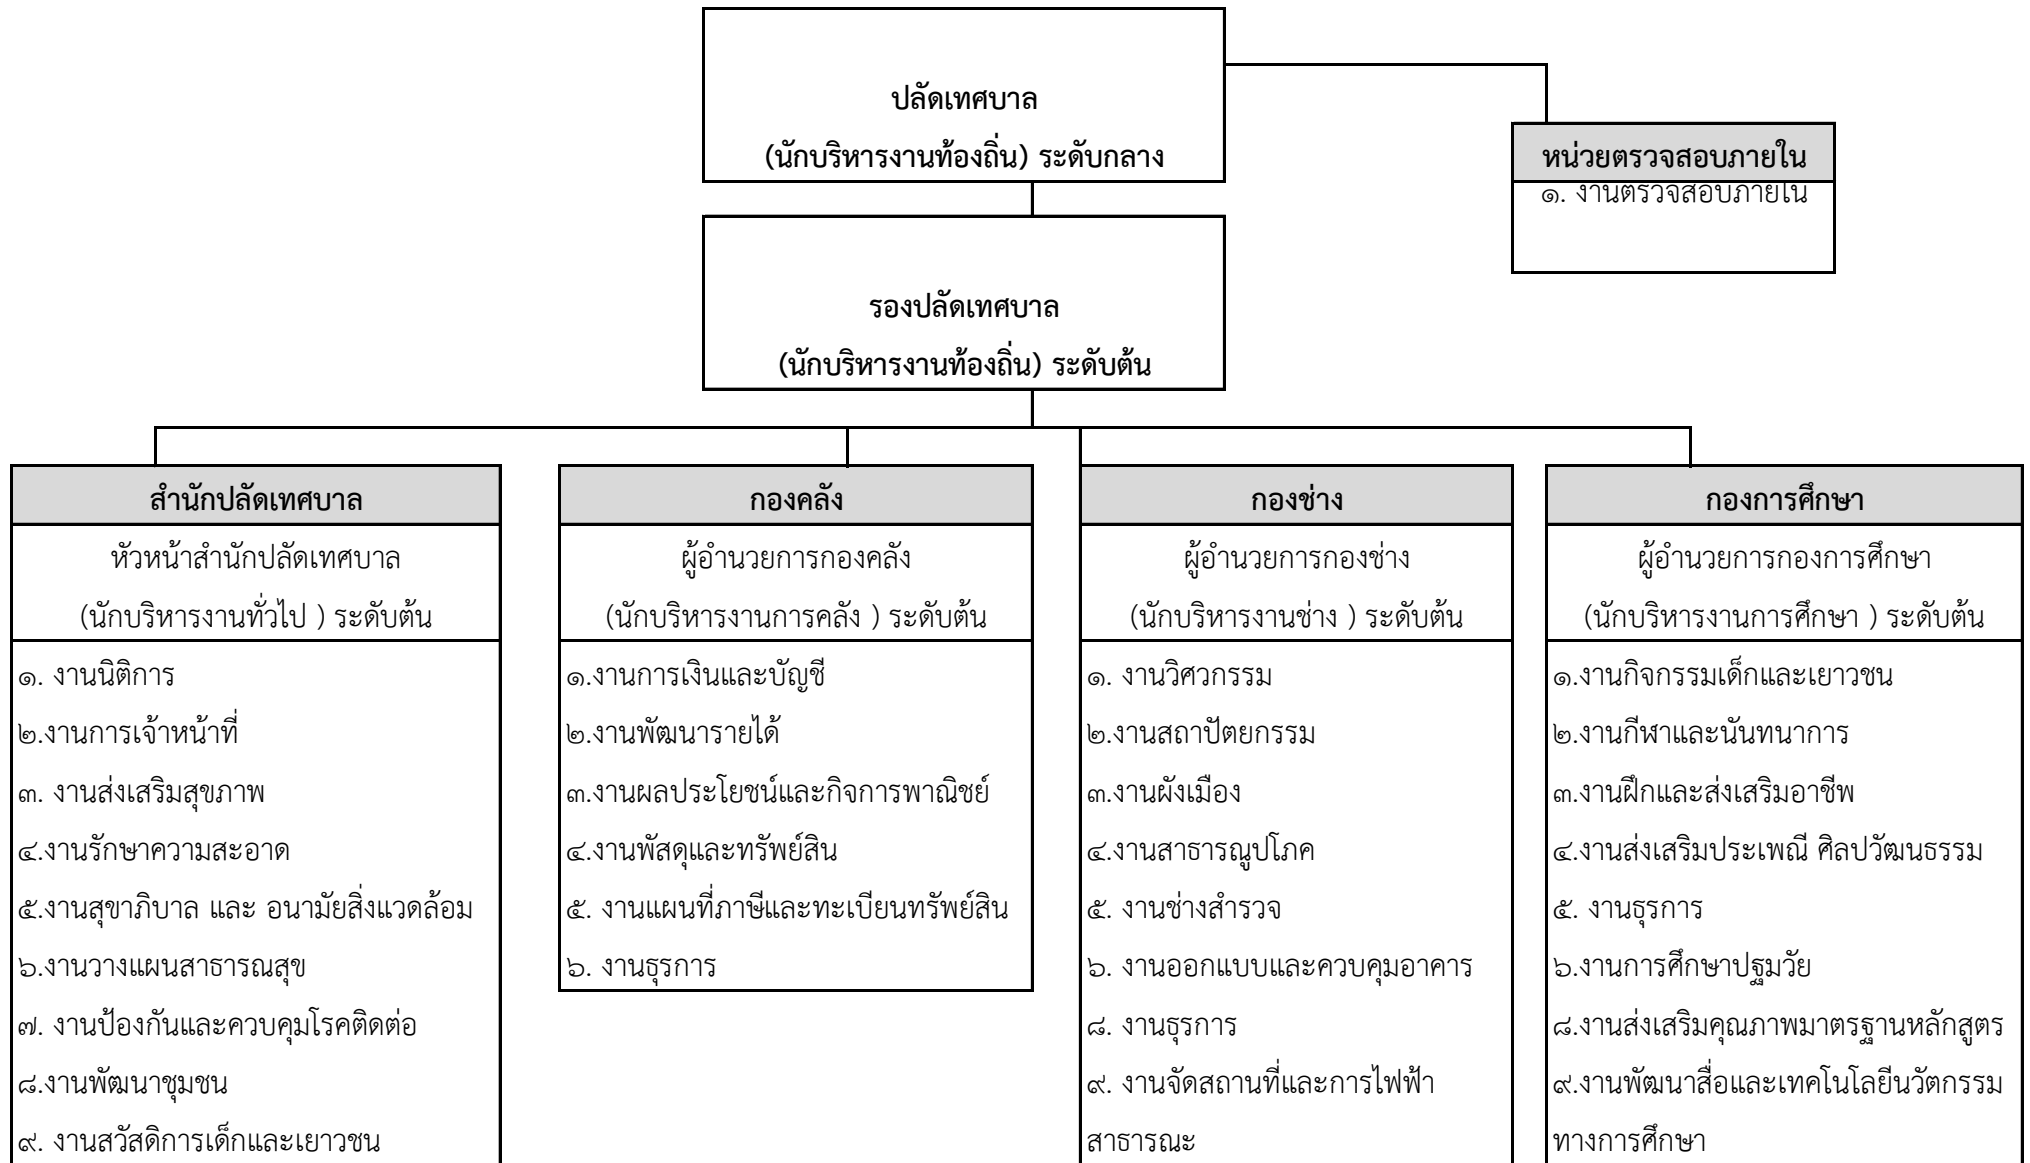 ปลัดเทศบาล
(นักบริหารงานท้องถิ่น) ระดับกลาง
หน่วยตรวจสอบภายใน
๑. งานตรวจสอบภายใน
รองปลัดเทศบาล
(นักบริหารงานท้องถิ่น) ระดับต้น
สำนักปลัดเทศบาล
หัวหน้าสำนักปลัดเทศบาล
(นักบริหารงานทั่วไป ) ระดับต้น
๑. งานนิติการ
๒.งานการเจ้าหน้าที่
๓. งานส่งเสริมสุขภาพ
๔.งานรักษาความสะอาด
๕.งานสุขาภิบาล และ อนามัยสิ่งแวดล้อม
๖.งานวางแผนสาธารณสุข
๗. งานป้องกันและควบคุมโรคติดต่อ
๘.งานพัฒนาชุมชน
๙. งานสวัสดิการเด็กและเยาวชน
กองคลัง
ผู้อำนวยการกองคลัง
(นักบริหารงานการคลัง ) ระดับต้น
๑.งานการเงินและบัญชี
๒.งานพัฒนารายได้
๓.งานผลประโยชน์และกิจการพาณิชย์
๔.งานพัสดุและทรัพย์สิน
๕. งานแผนที่ภาษีและทะเบียนทรัพย์สิน
๖. งานธุรการ
กองช่าง
ผู้อำนวยการกองช่าง
(นักบริหารงานช่าง ) ระดับต้น
๑. งานวิศวกรรม
๒.งานสถาปัตยกรรม
๓.งานผังเมือง
๔.งานสาธารณูปโภค
๕. งานช่างสำรวจ
๖. งานออกแบบและควบคุมอาคาร
๘. งานธุรการ
๙. งานจัดสถานที่และการไฟฟ้า
สาธารณะ
กองการศึกษา
ผู้อำนวยการกองการศึกษา
(นักบริหารงานการศึกษา ) ระดับต้น
๑.งานกิจกรรมเด็กและเยาวชน
๒.งานกีฬาและนันทนาการ
๓.งานฝึกและส่งเสริมอาชีพ
๔.งานส่งเสริมประเพณี ศิลปวัฒนธรรม
๕. งานธุรการ
๖.งานการศึกษาปฐมวัย
๘.งานส่งเสริมคุณภาพมาตรฐานหลักสูตร
๙.งานพัฒนาสื่อและเทคโนโลยีนวัตกรรม
ทางการศึกษา